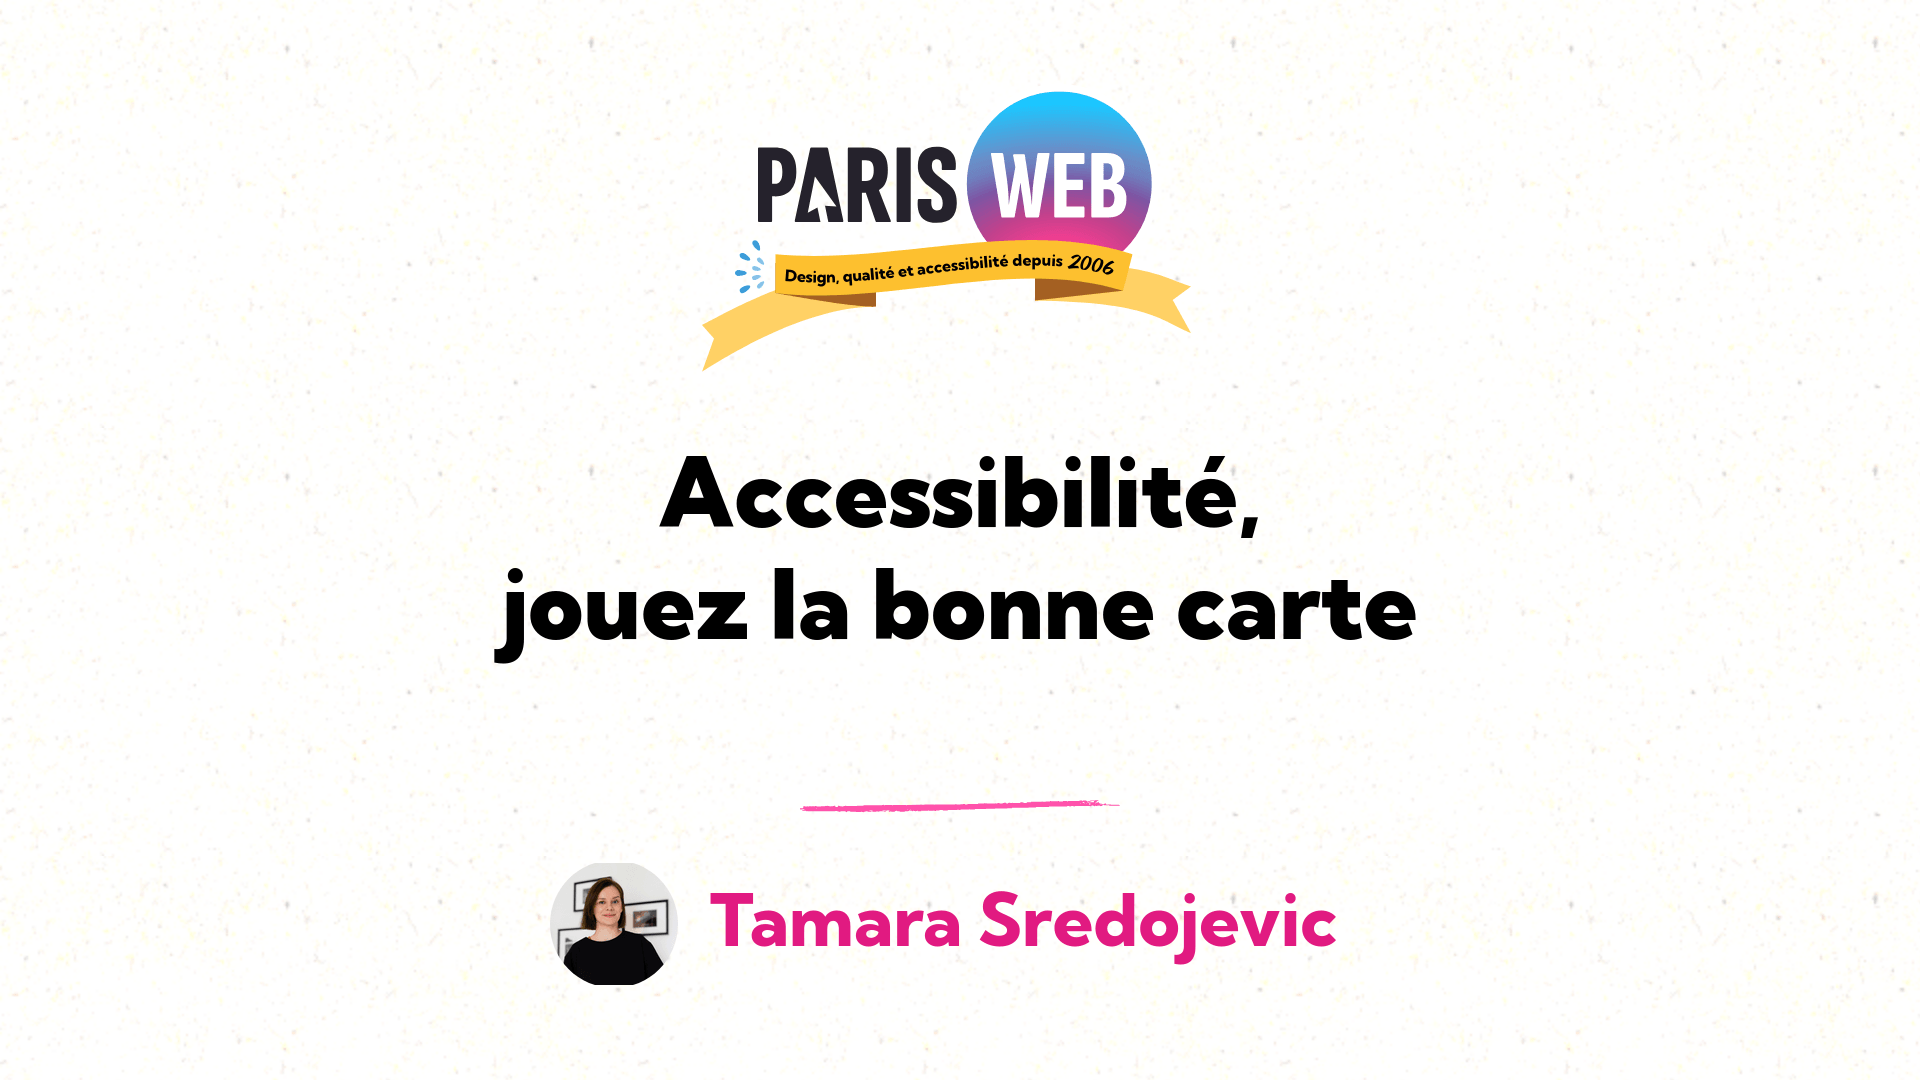 PARIS WEB
Design, qualité et accessibilité depuis 2006
Accessibilité,
jouez la bonne carte
Tamara Sredojevic